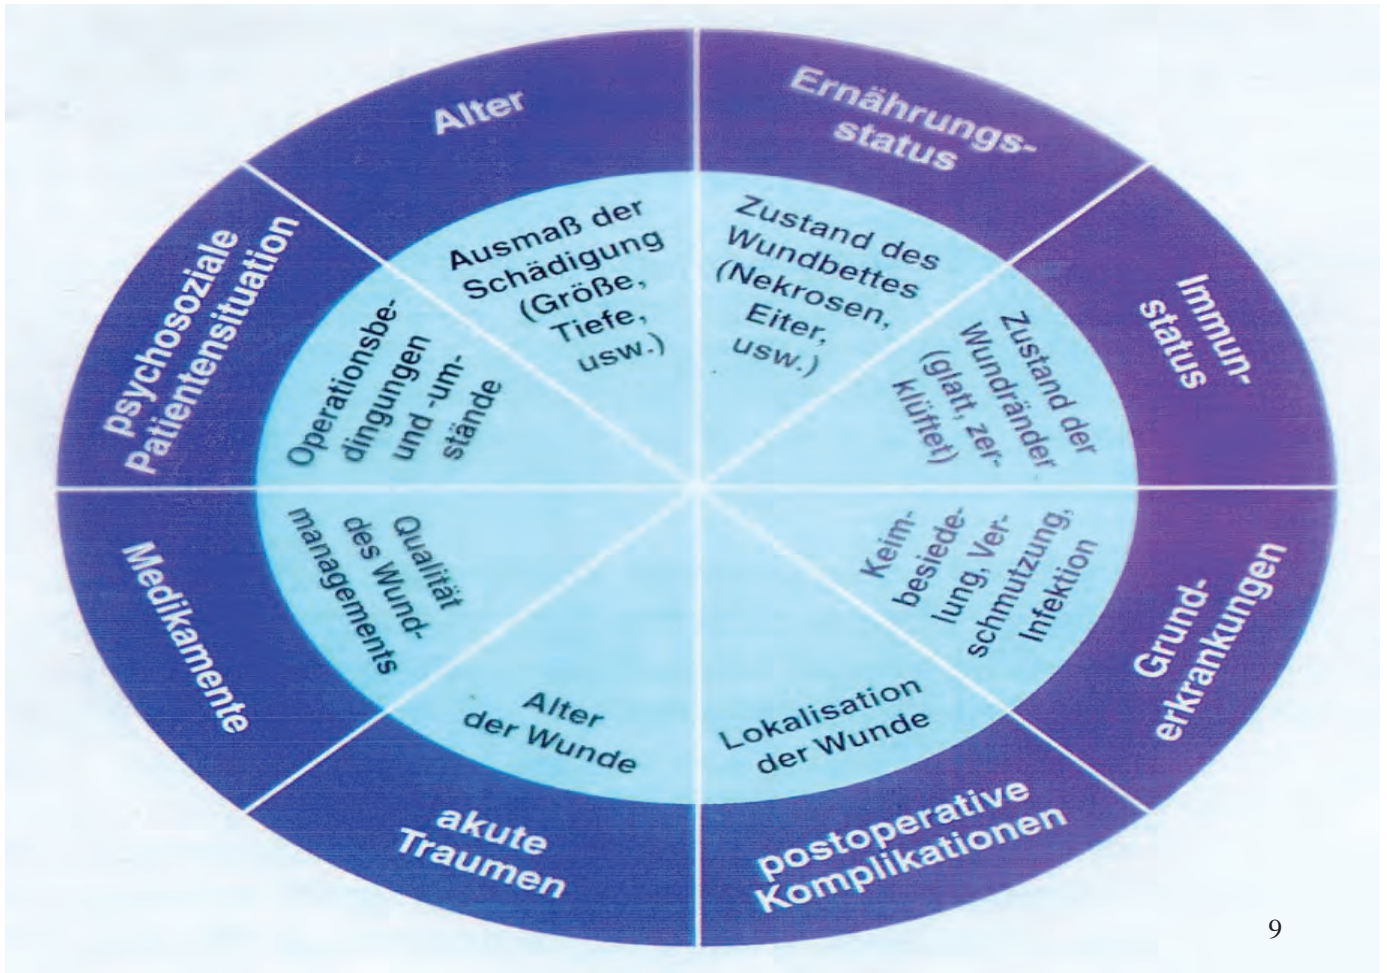 Alter
Ernährungs-
status
Immun-
status
Grund-
erkrankungen
postoperative
Komplikationen
akute
Traumen
Medikamente
psychosoziale
Patientensituation
Ausmaß der
Schädigung
(Größe,
Tiefe,
usw.)
Zustand des
Wundbettes
(Nekrosen,
Eiter,
usw.)
Zustand der
Wundränder
(glatt, zer-
klüftet)
Keim-
besiede-
lung, Ver-
schmutzung,
Infektion
Lokalisation
der Wunde
Alter
der Wunde
Qualität
des Wund-
managements
Operationsbe-
dingungen
und -um-
stände
9